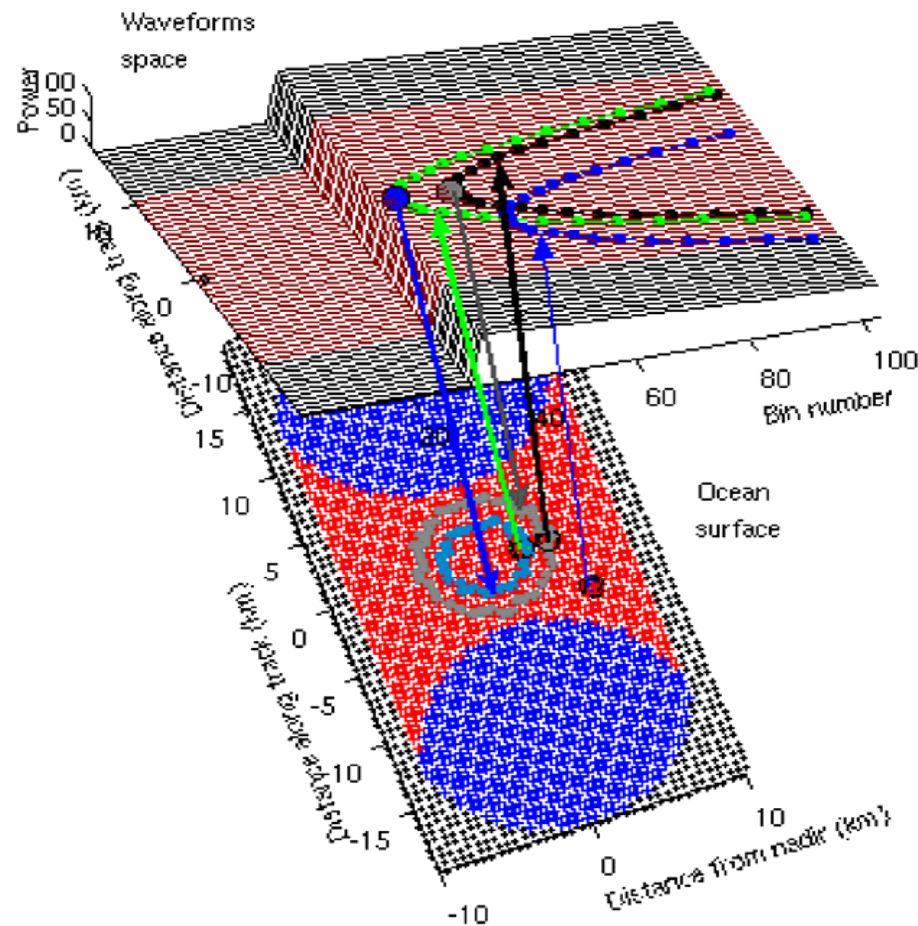 Waveforms
space
Power
100
50
0
0
-10
Distance along track (km)
20
40
60
80
100
Bin number
Ocean
surface
15
10
5
0
-5
-10
-15
Distance along track (km)
-10
0
10
Distance from nadir (km)